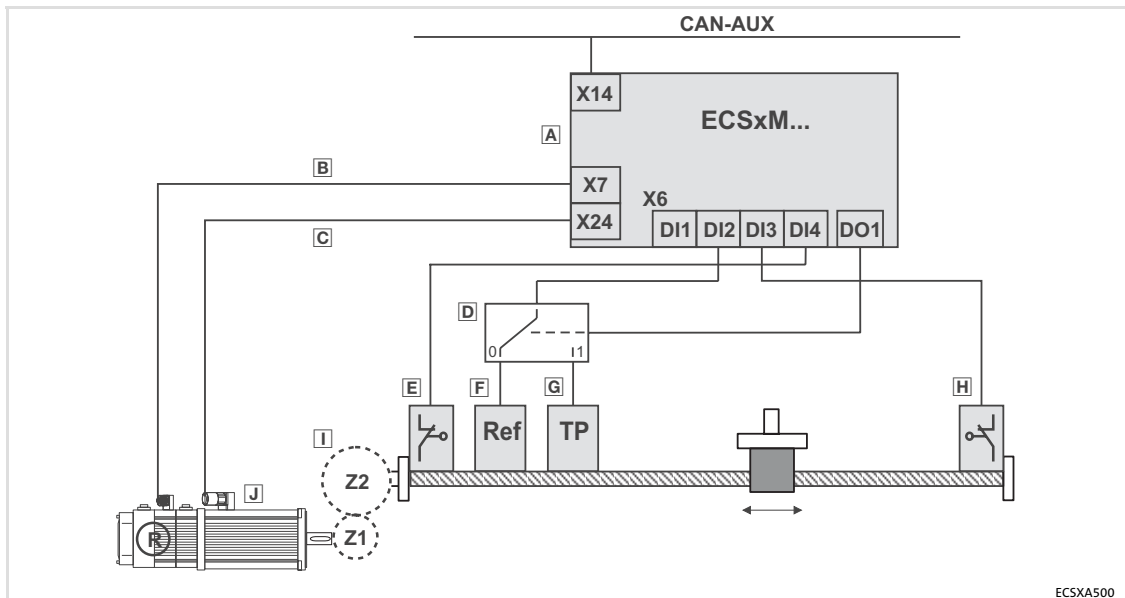 CAN-AUX
X14
ECSxM...
A
B
X7
X6
X24
DI1 DI2 DI3 DI4 DO1
C
D
0 1
E F G H
Ref TP
I
Z2
J
R
Z1
ECSXA500